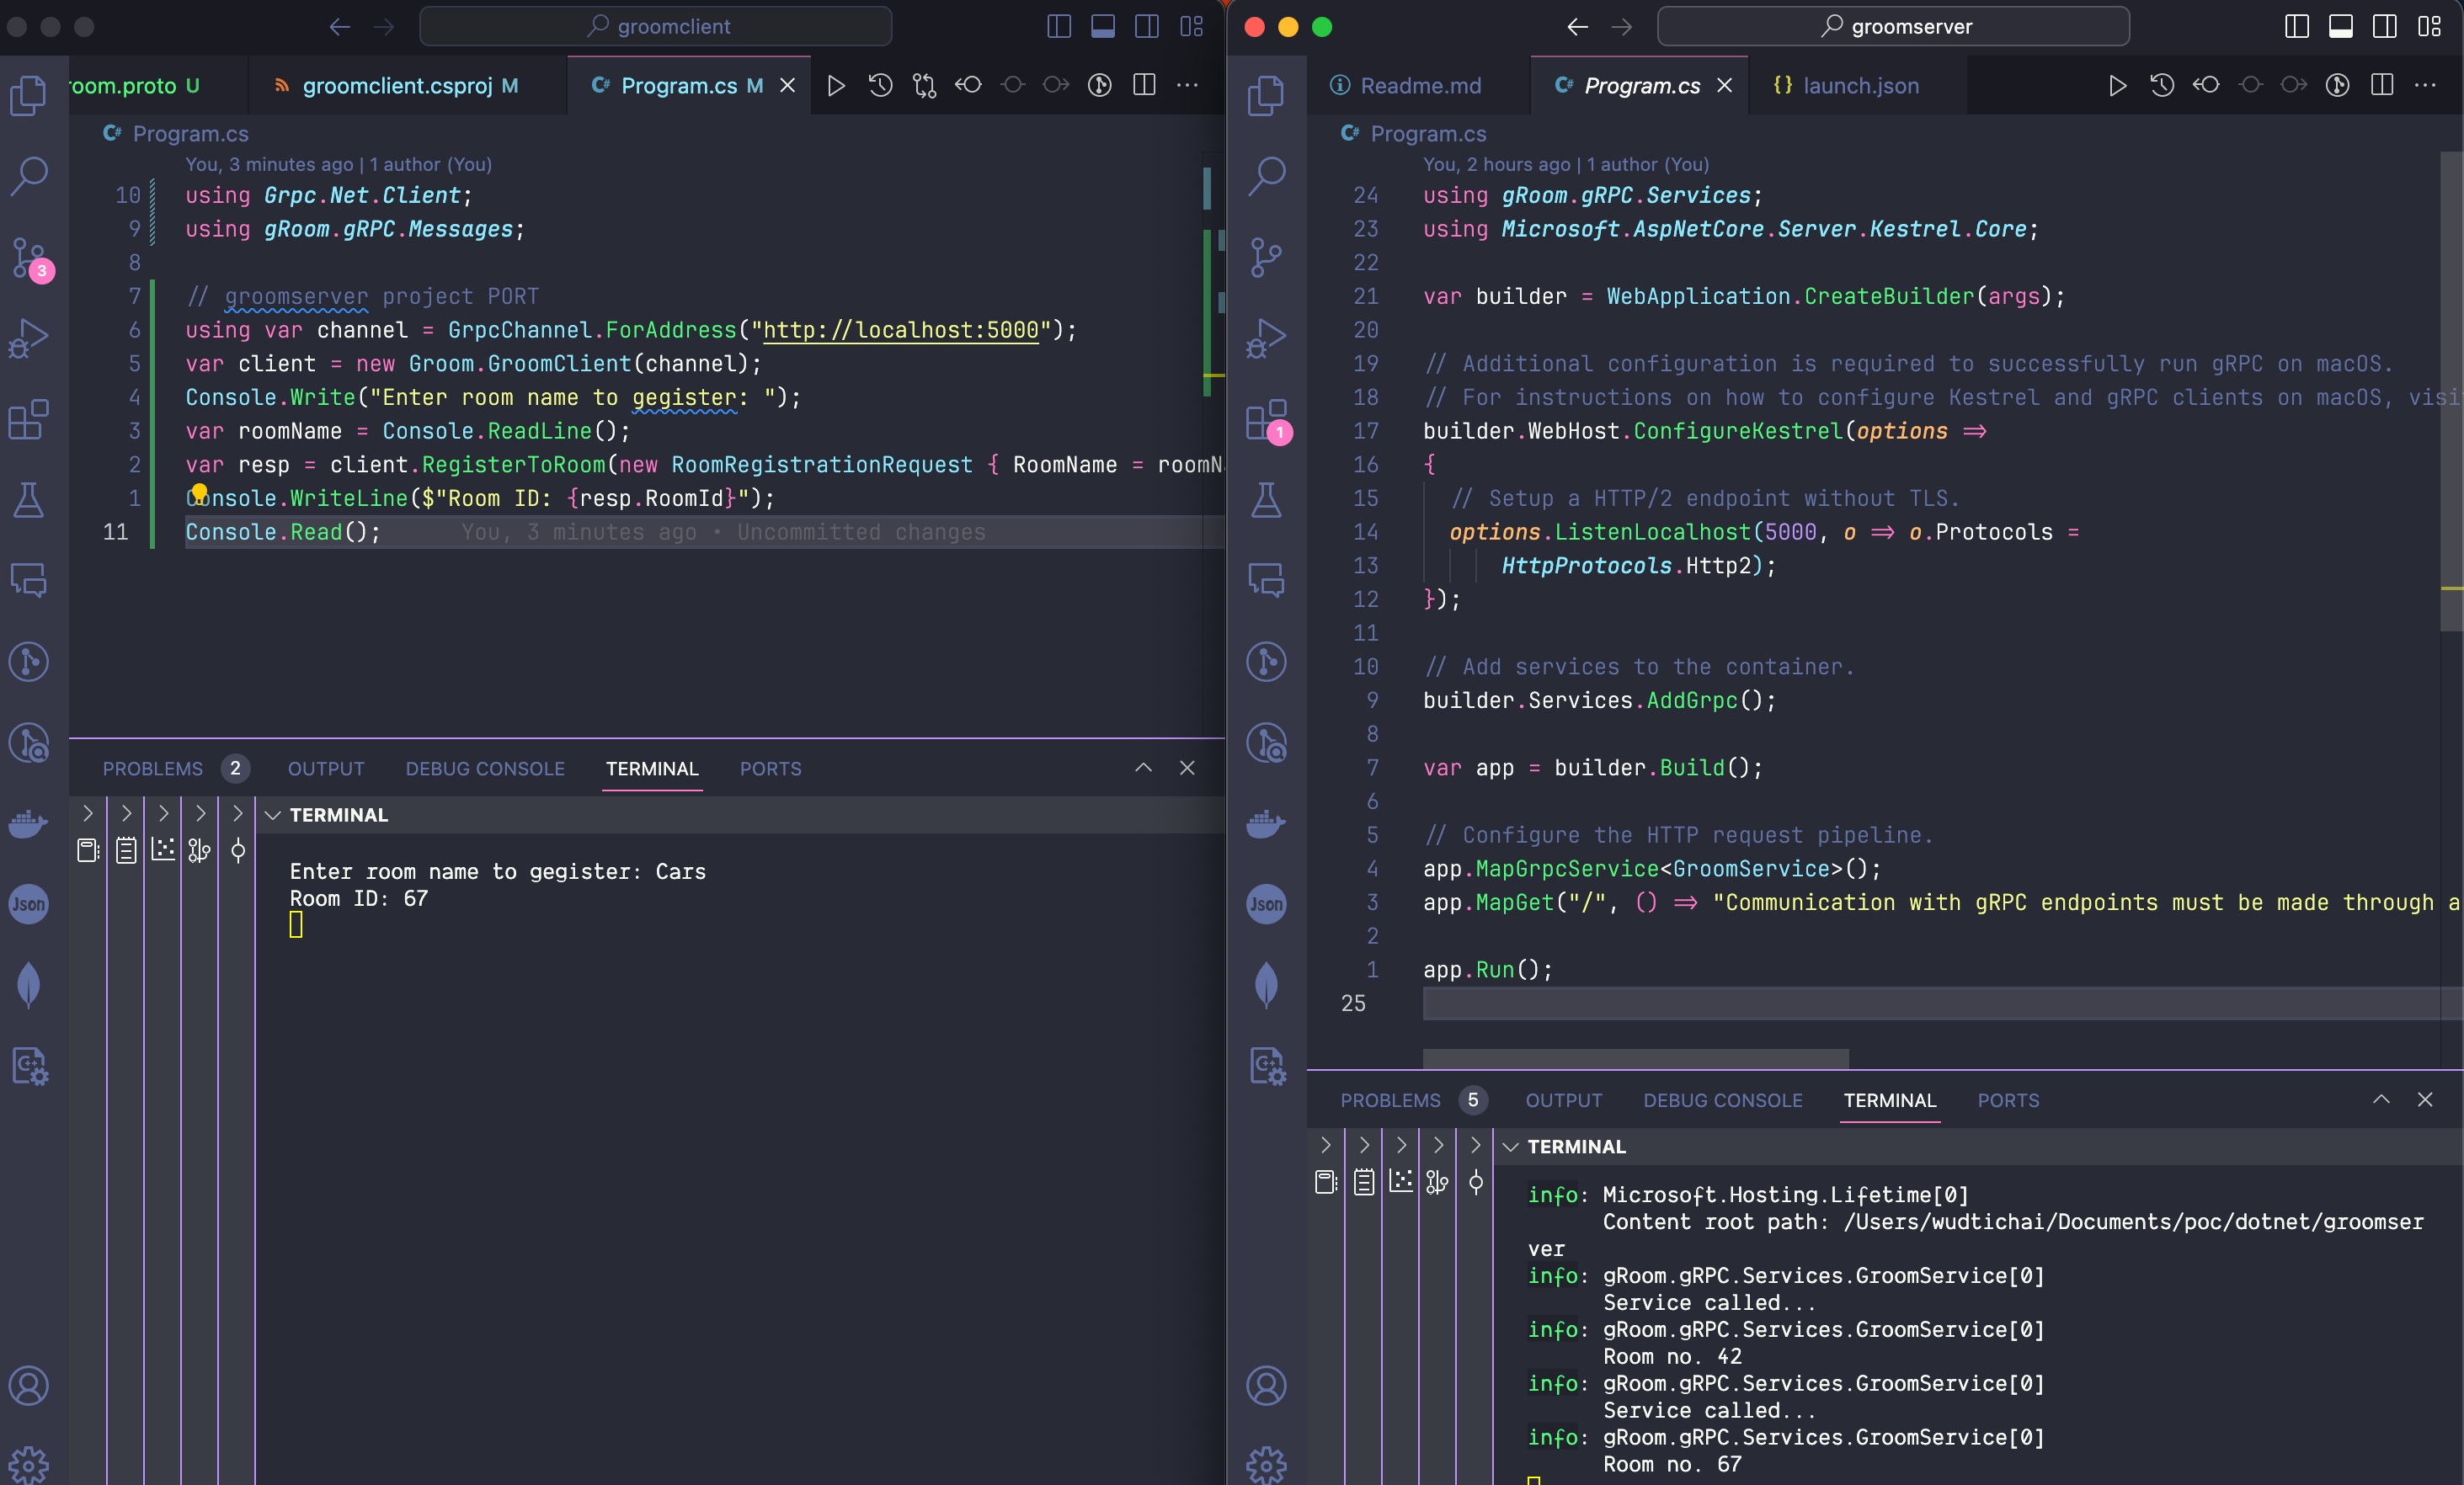 groomclient
room.proto U
groomclient.csproj M
C# Program.cs M
C# Program.cs
You, 3 minutes ago | 1 author (You)
10 using Grpc.Net.Client;
9 using gRoom.gRPC.Messages;
8
7 // groomserver project PORT
6 using var channel = GrpcChannel.ForAddress("http://localhost:5000");
5 var client = new Groom.GroomClient(channel);
4 Console.Write("Enter room name to gegister: ");
3 var roomName = Console.ReadLine();
2 var resp = client.RegisterToRoom(new RoomRegistrationRequest { RoomName = roomN
1 Console.WriteLine($"Room ID: {resp.RoomId}");
11 Console.Read(); You, 3 minutes ago • Uncommitted changes
3
Json
C++
PROBLEMS 2 OUTPUT DEBUG CONSOLE TERMINAL PORTS
TERMINAL
Enter room name to gegister: Cars
Room ID: 67
groomserver
Readme.md
C# Program.cs
{} launch.json
C# Program.cs
You, 2 hours ago | 1 author (You)
24 using gRoom.gRPC.Services;
23 using Microsoft.AspNetCore.Server.Kestrel.Core;
22
21 var builder = WebApplication.CreateBuilder(args);
20
19 // Additional configuration is required to successfully run gRPC on macOS.
18 // For instructions on how to configure Kestrel and gRPC clients on macOS, visi
17 builder.WebHost.ConfigureKestrel(options =>
16 {
15 // Setup a HTTP/2 endpoint without TLS.
14 options.ListenLocalhost(5000, o => o.Protocols =
13 HttpProtocols.Http2);
12 });
11
10 // Add services to the container.
9 builder.Services.AddGrpc();
8
7 var app = builder.Build();
6
5 // Configure the HTTP request pipeline.
4 app.MapGrpcService<GroomService>();
3 app.MapGet("/", () => "Communication with gRPC endpoints must be made through a
2
1 app.Run();
25
1
Json
C++
PROBLEMS 5 OUTPUT DEBUG CONSOLE TERMINAL PORTS
TERMINAL
info: Microsoft.Hosting.Lifetime[0]
Content root path: /Users/wudtichai/Documents/poc/dotnet/groomser
ver
info: gRoom.gRPC.Services.GroomService[0]
Service called...
info: gRoom.gRPC.Services.GroomService[0]
Room no. 42
info: gRoom.gRPC.Services.GroomService[0]
Service called...
info: gRoom.gRPC.Services.GroomService[0]
Room no. 67